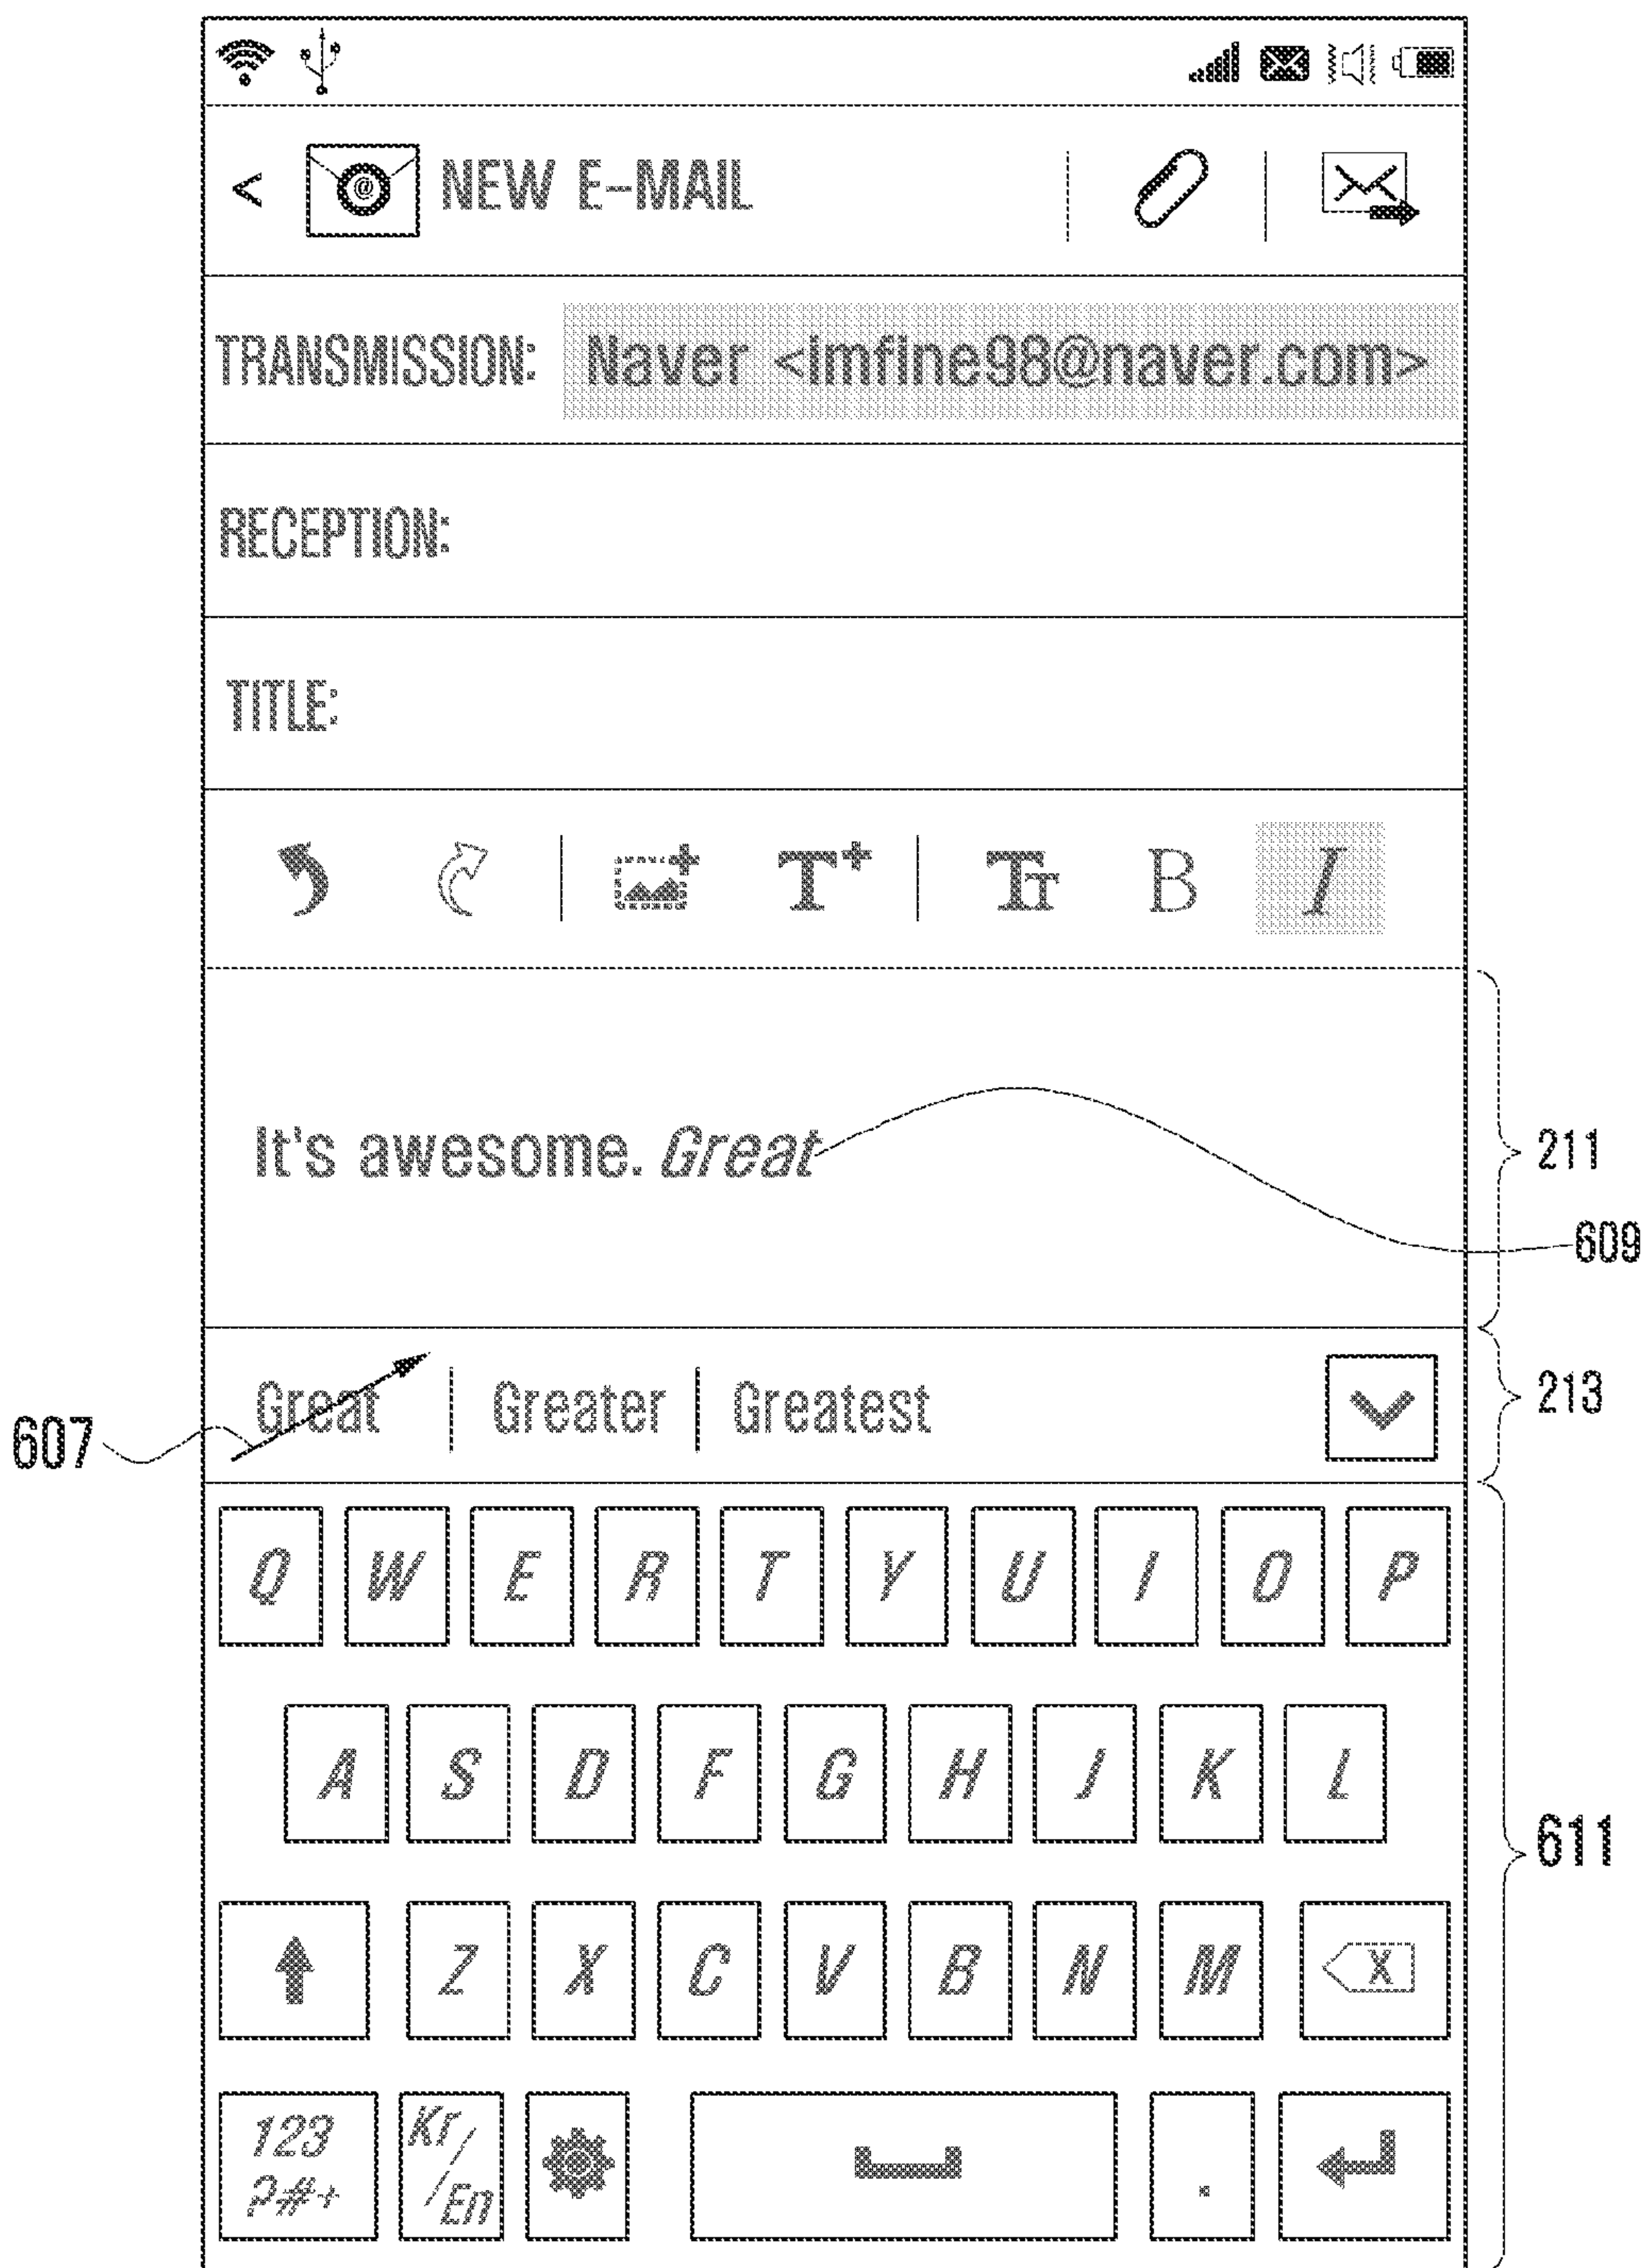 NEW E-MAIL
TRANSMISSION: Naver <imfine98@naver.com>
RECEPTION:
TITLE:
T+ TT B I
It's awesome. Great
211
609
Great Greater Greatest
213
607
Q W E R T Y U I O P
A S D F G H J K L
611
Z X C V B N M X
123 Kr/
?#+ /En .